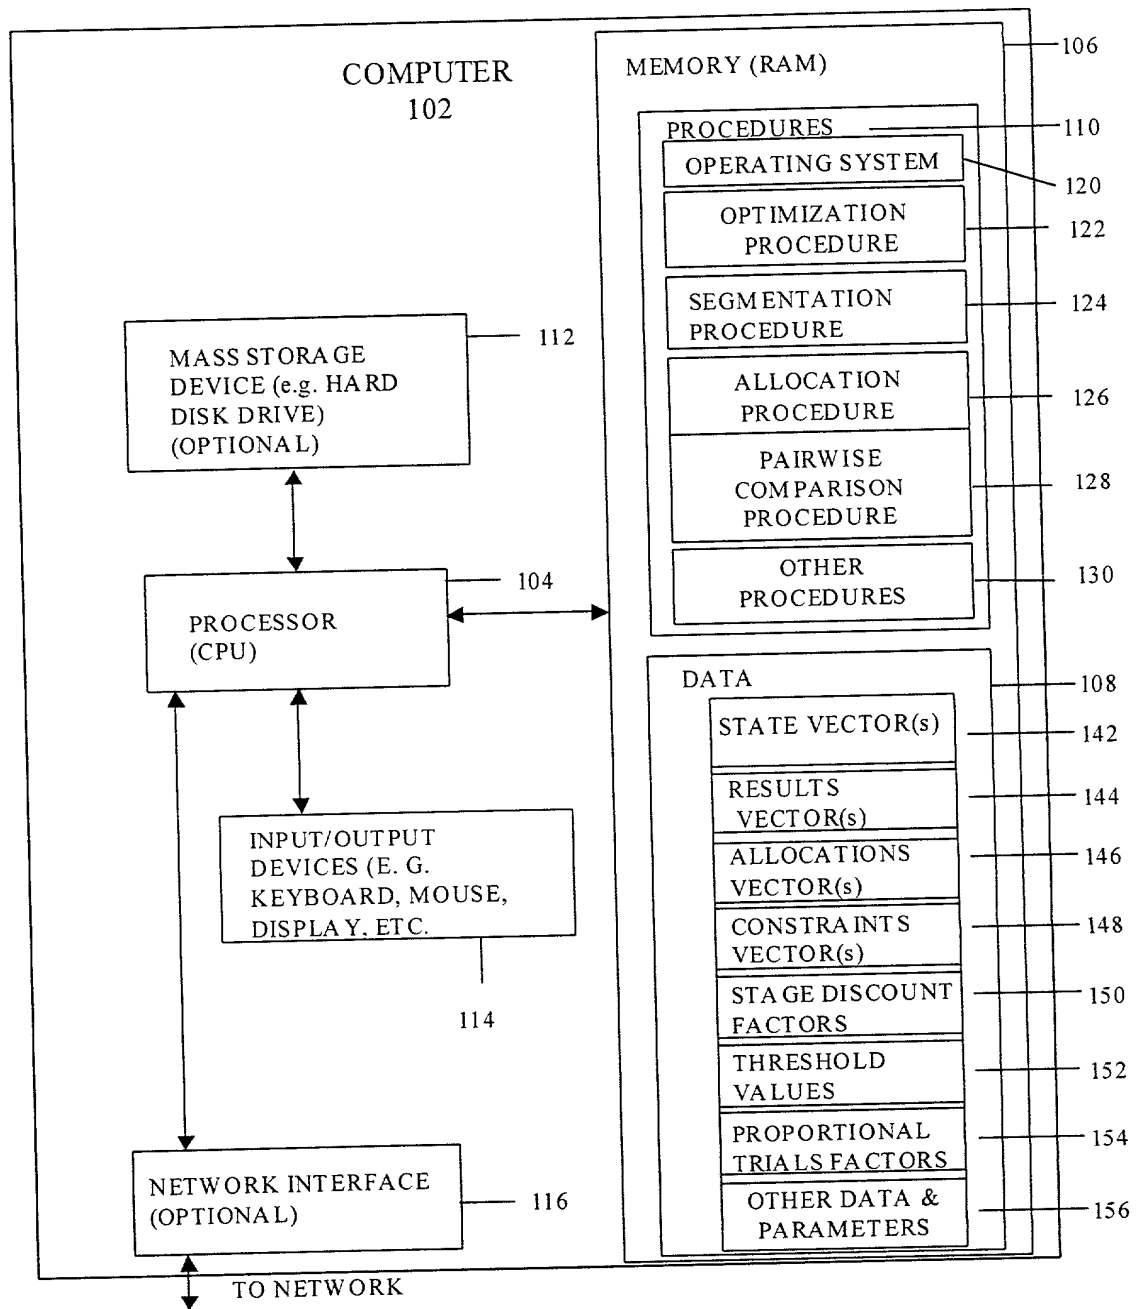 COMPUTER
102
MEMORY (RAM)
106
PROCEDURES
110
OPERATING SYSTEM
120
OPTIMIZATION
PROCEDURE
122
SEGMENTATION
PROCEDURE
124
ALLOCATION
PROCEDURE
126
PAIRWISE
COMPARISON
PROCEDURE
128
OTHER
PROCEDURES
130
MASS STORAGE
DEVICE (e.g. HARD
DISK DRIVE)
(OPTIONAL)
112
PROCESSOR
(CPU)
104
INPUT/OUTPUT
DEVICES (E. G.
KEYBOARD, MOUSE,
DISPLAY, ETC.
114
NETWORK INTERFACE
(OPTIONAL)
116
TO NETWORK
DATA
108
STATE VECTOR(s)
142
RESULTS
VECTOR(s)
144
ALLOCATIONS
VECTOR(s)
146
CONSTRAINTS
VECTOR(s)
148
STAGE DISCOUNT
FACTORS
150
THRESHOLD
VALUES
152
PROPORTIONAL
TRIALS FACTORS
154
OTHER DATA &
PARAMETERS
156